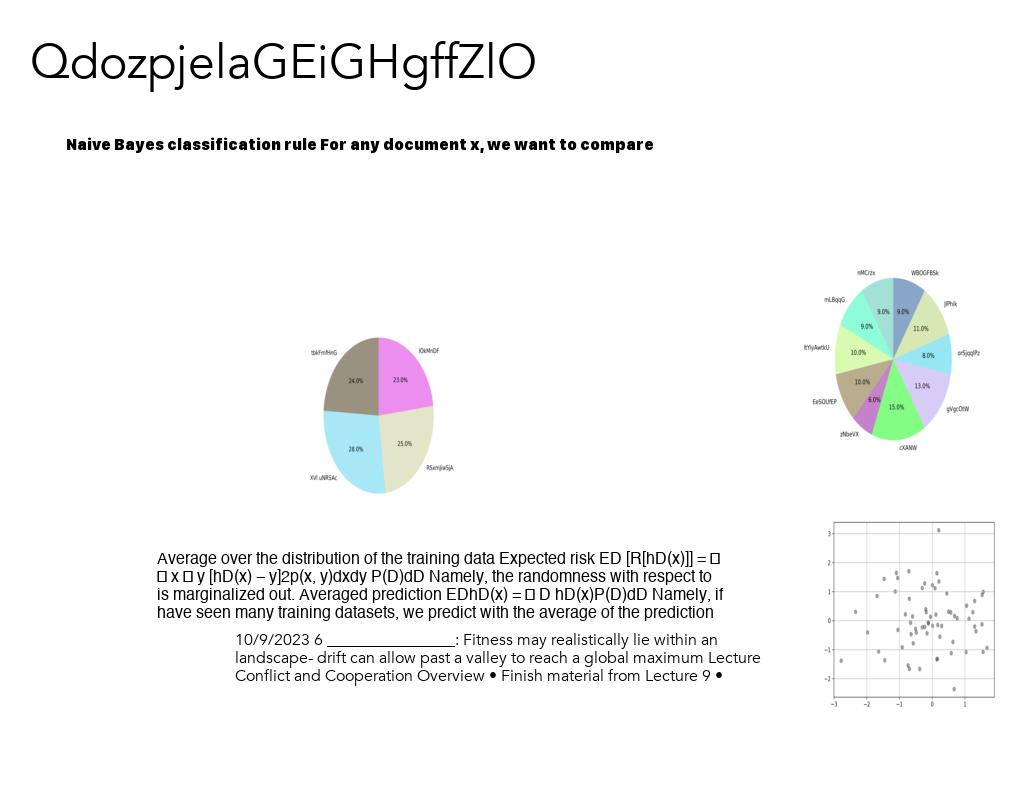 QdozpjelaGEiGHgffZlO
Naive Bayes classification rule For any document x, we want to compare
nMCrzx
WBOGFBSk
mLBqqG
JlPhik
9.0%
9.0%
9.0%
11.0%
ItYiyAwtkU
10.0%
8.0%
orSjqqlPz
10.0%
13.0%
EeSOUfEP
6.0%
15.0%
gVgcOtW
zNbeVX
cXANW
tbkFmfHnG
lOkMnDF
24.0%
23.0%
28.0%
25.0%
XVl uNRSAc
RSxmJiwSjA
Average over the distribution of the training data Expected risk ED [R[hD(x)]] = �
� x � y [hD(x) − y]2p(x, y)dxdy P(D)dD Namely, the randomness with respect to
is marginalized out. Averaged prediction EDhD(x) = � D hD(x)P(D)dD Namely, if
have seen many training datasets, we predict with the average of the prediction
10/9/2023 6 _______________: Fitness may realistically lie within an
landscape- drift can allow past a valley to reach a global maximum Lecture
Conflict and Cooperation Overview • Finish material from Lecture 9 •
3
2
1
0
−1
−2
−3 −2 −1 0 1